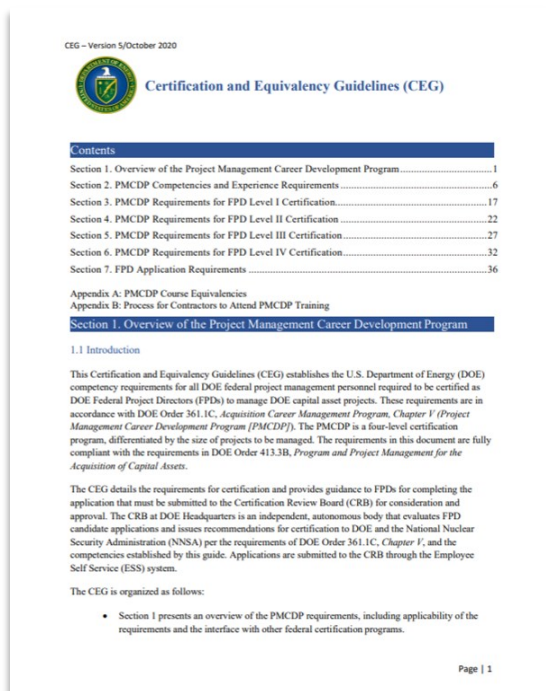 CEG – Version 5/October 2020
Certification and Equivalency Guidelines (CEG)
Contents
Section 1. Overview of the Project Management Career Development Program.....1
Section 2. PMCDP Competencies and Experience Requirements.....6
Section 3. PMCDP Requirements for FPD Level I Certification.....17
Section 4. PMCDP Requirements for FPD Level II Certification.....22
Section 5. PMCDP Requirements for FPD Level III Certification.....27
Section 6. PMCDP Requirements for FPD Level IV Certification.....32
Section 7. FPD Application Requirements.....36
Appendix A: PMCDP Course Equivalencies
Appendix B: Process for Contractors to Attend PMCDP Training
Section 1. Overview of the Project Management Career Development Program
1.1 Introduction
This Certification and Equivalency Guidelines (CEG) establishes the U.S. Department of Energy (DOE)
competency requirements for all DOE federal project management personnel required to be certified as
DOE Federal Project Directors (FPDs) to manage DOE capital asset projects. These requirements are in
accordance with DOE Order 361.1C, Acquisition Career Management Program, Chapter V (Project
Management Career Development Program [PMCDP]). The PMCDP is a four-level certification
program, differentiated by the size of projects to be managed. The requirements in this document are fully
compliant with the requirements in DOE Order 413.3B, Program and Project Management for the
Acquisition of Capital Assets.
The CEG details the requirements for certification and provides guidance to FPDs for completing the
application that must be submitted to the Certification Review Board (CRB) for consideration and
approval. The CRB at DOE Headquarters is an independent, autonomous body that evaluates FPD
candidate applications and issues recommendations for certification to DOE and the National Nuclear
Security Administration (NNSA) per the requirements of DOE Order 361.1C, Chapter V, and the
competencies established by this guide. Applications are submitted to the CRB through the Employee
Self Service (ESS) system.
The CEG is organized as follows:
• Section 1 presents an overview of the PMCDP requirements, including applicability of the
requirements and the interface with other federal certification programs.
Page | 1